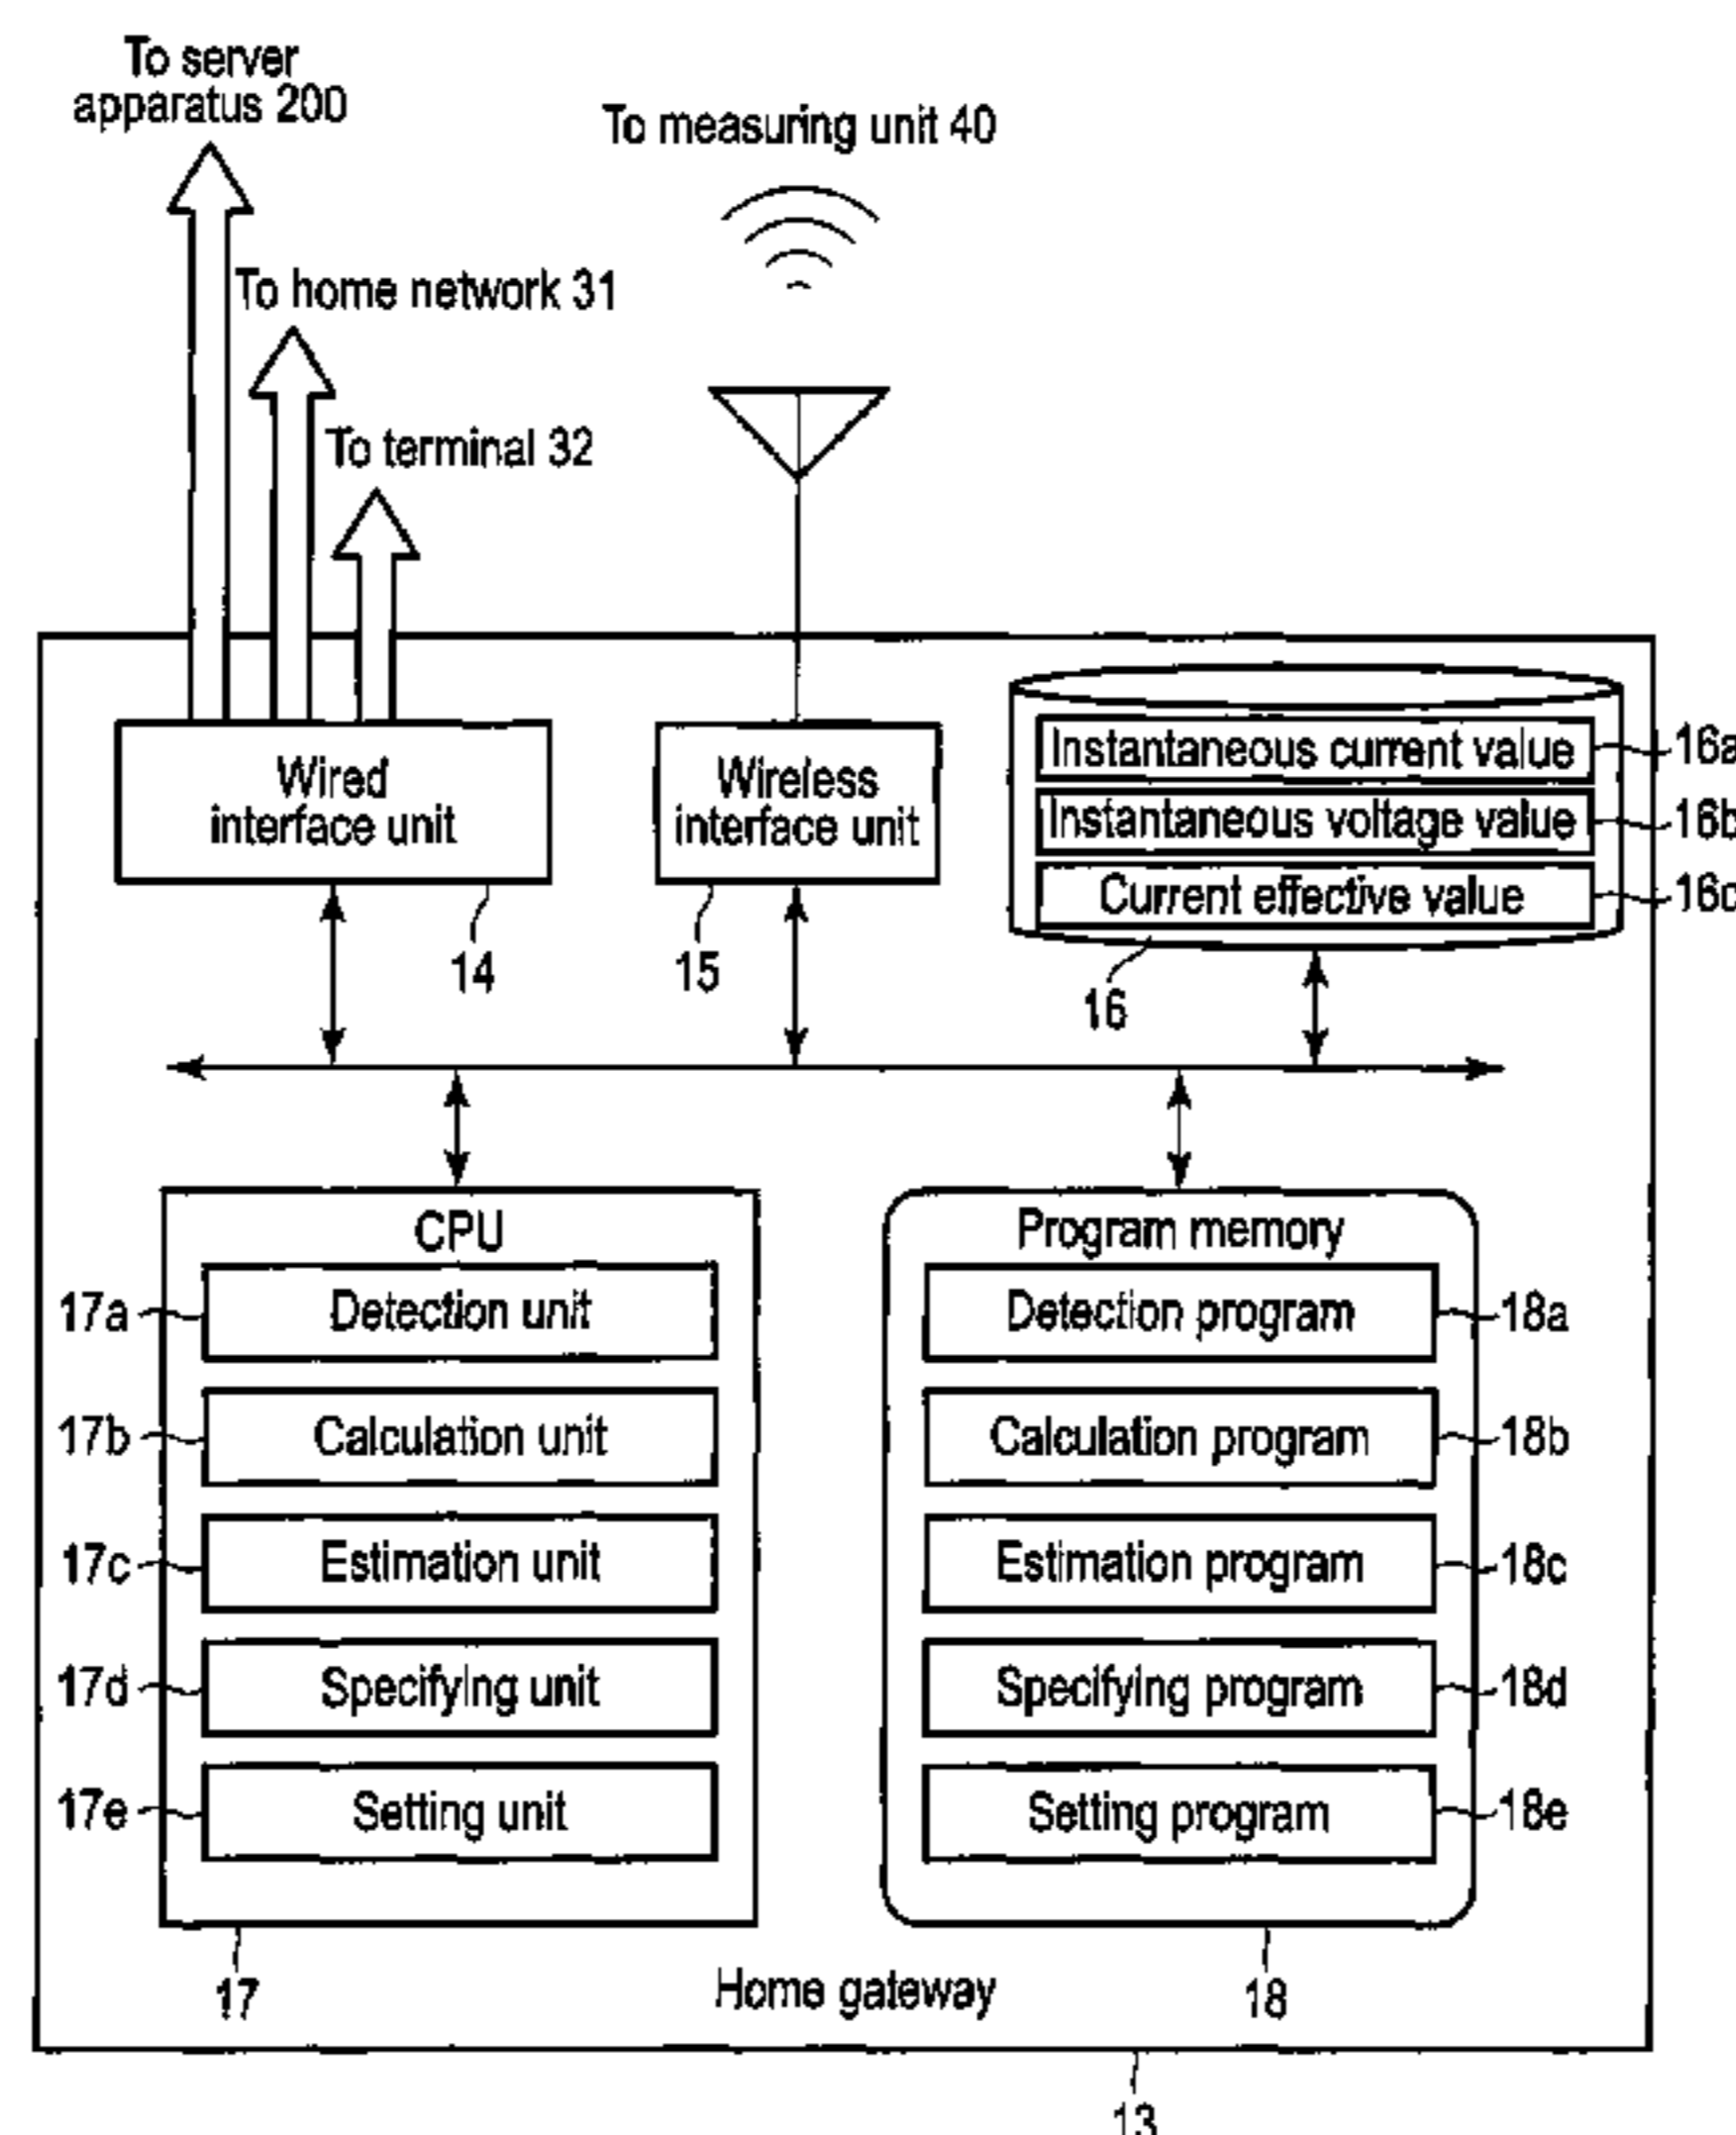 To server
apparatus 200
To measuring unit 40
To home network 31
To terminal 32
Wired
interface unit
14
Wireless
interface unit
15
Instantaneous current value
16a
Instantaneous voltage value
16b
Current effective value
16c
16
CPU
17a
Detection unit
17b
Calculation unit
17c
Estimation unit
17d
Specifying unit
17e
Setting unit
17
Program memory
Detection program
18a
Calculation program
18b
Estimation program
18c
Specifying program
18d
Setting program
18e
18
Home gateway
13